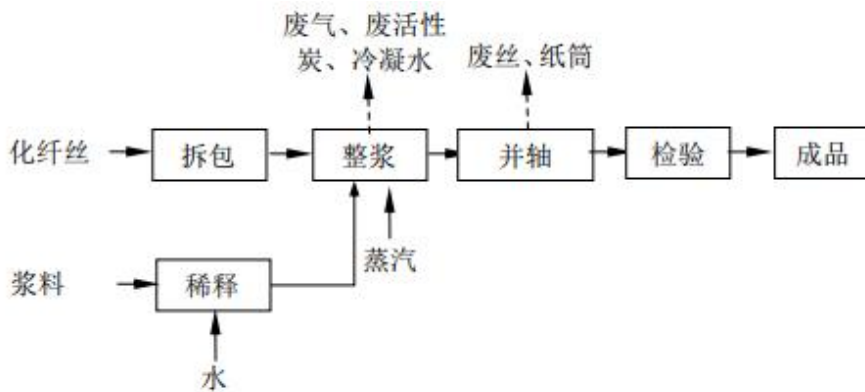 废气、废活性
炭、冷凝水
废丝、纸筒
化纤丝
拆包
整浆
并轴
检验
成品
蒸汽
浆料
稀释
水